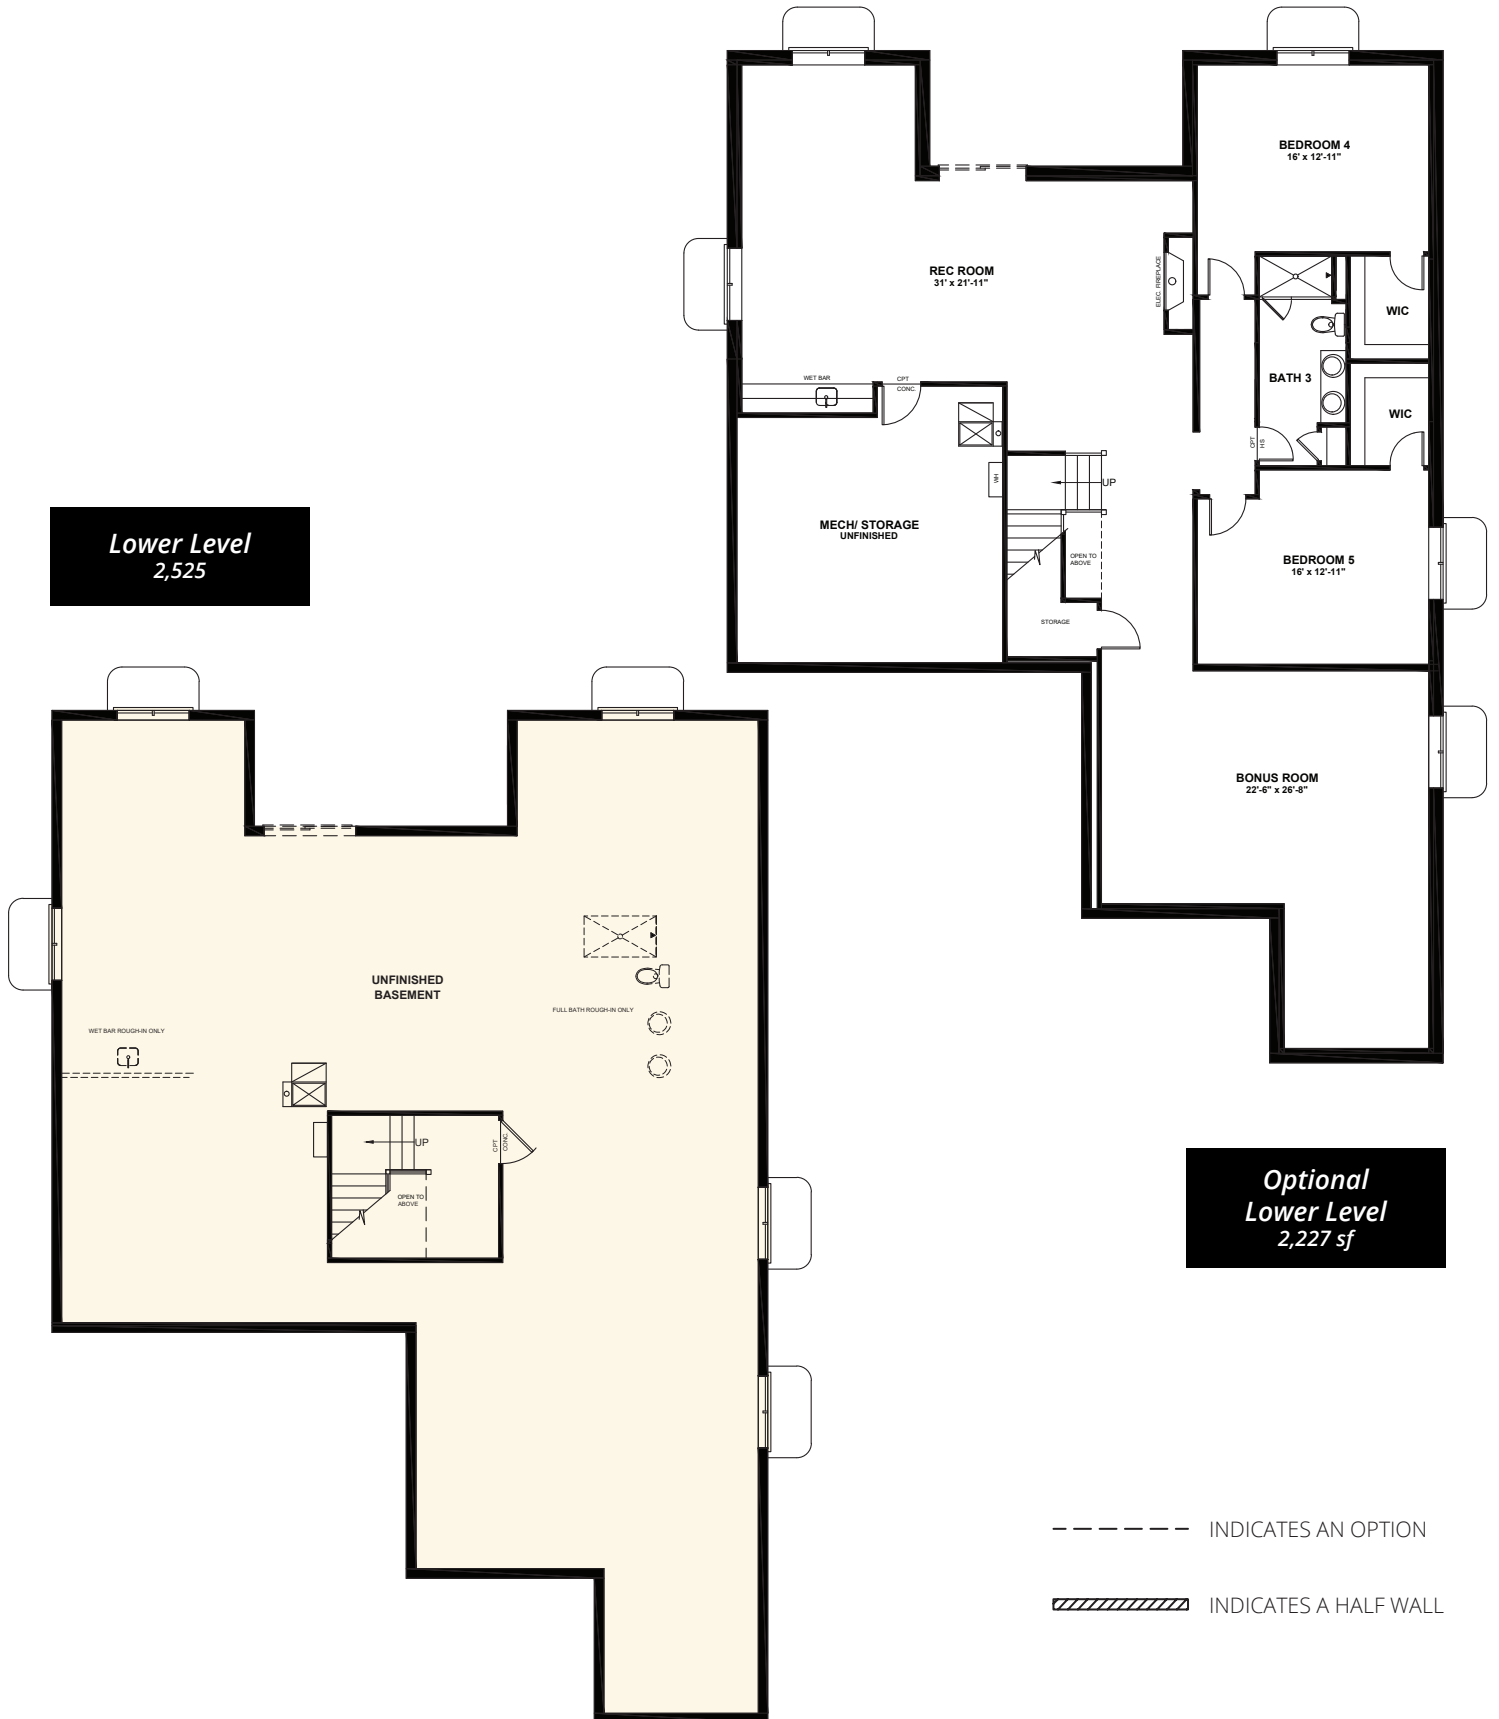 BEDROOM 4
16' x 12'-11"
REC ROOM
31' x 21'-11"
ELEC. FIREPLACE
WIC
WET BAR
CPT
CONC.
BATH 3
WIC
CPT
HS
WH
UP
MECH/ STORAGE
UNFINISHED
OPEN TO
ABOVE
BEDROOM 5
16' x 12'-11"
STORAGE
BONUS ROOM
22'-6" x 26'-8"
Lower Level
2,525
UNFINISHED
BASEMENT
FULL BATH ROUGH-IN ONLY
WET BAR ROUGH-IN ONLY
UP
CPT
CONC.
OPEN TO
ABOVE
Optional
Lower Level
2,227 sf
INDICATES AN OPTION
INDICATES A HALF WALL